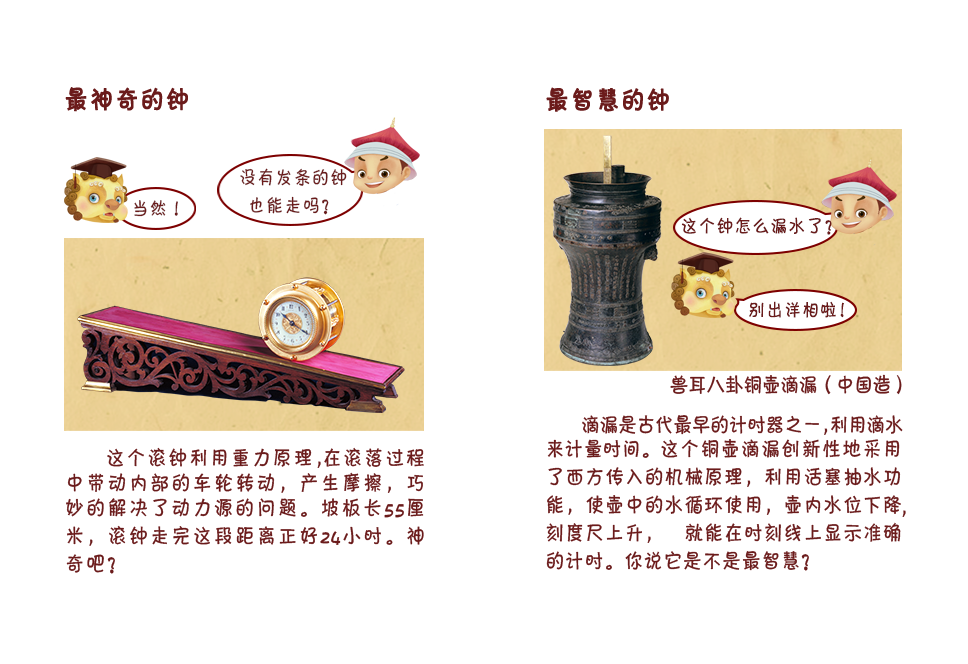 最神奇的钟
没有发条的钟
也能走吗？
当然！
这个滚钟利用重力原理,在滚落过程
中带动内部的车轮转动，产生摩擦，巧
妙的解决了动力源的问题。坡板长55厘
米，滚钟走完这段距离正好24小时。神
奇吧？
最智慧的钟
这个钟怎么漏水了？
别出洋相啦！
兽耳八卦铜壶滴漏（中国造）
滴漏是古代最早的计时器之一,利用滴水
来计量时间。这个铜壶滴漏创新性地采用
了西方传入的机械原理，利用活塞抽水功
能，使壶中的水循环使用，壶内水位下降,
刻度尺上升， 就能在时刻线上显示准确
的计时。你说它是不是最智慧？